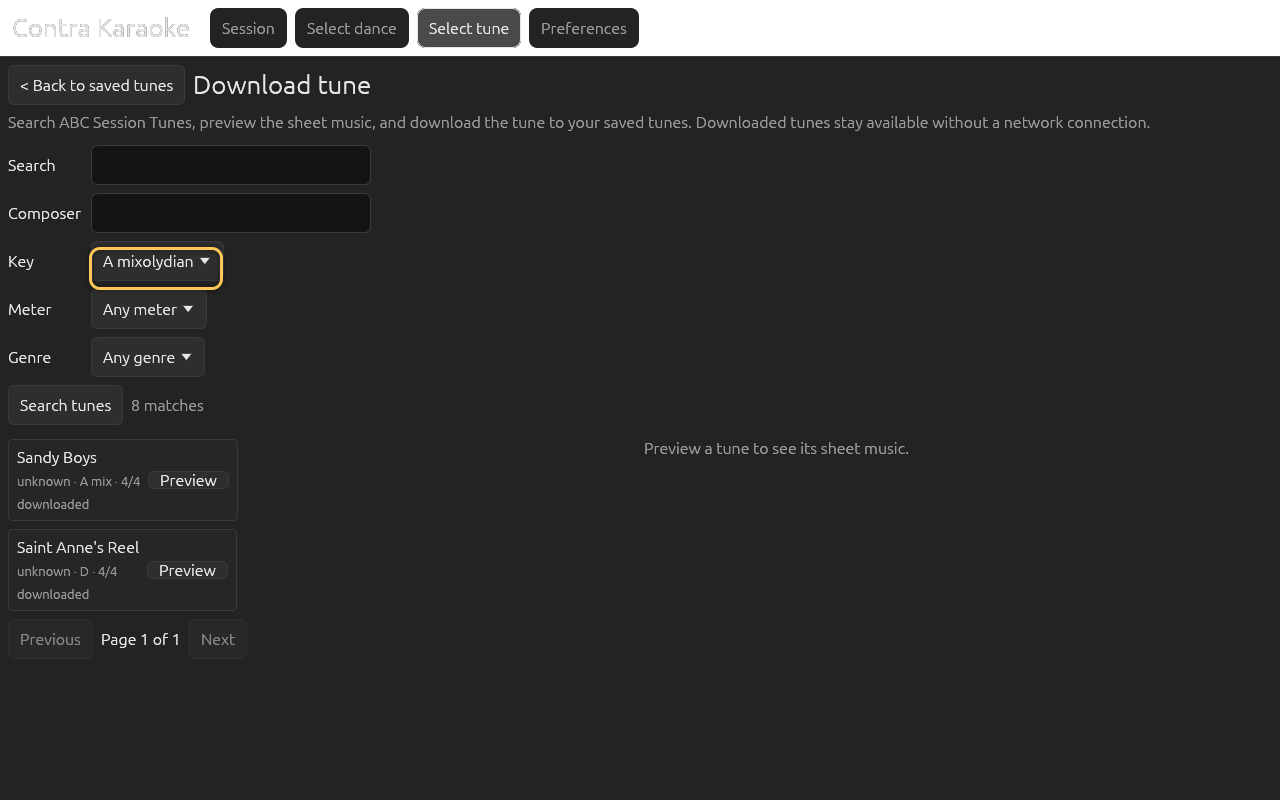 Contra Karaoke Session Select dance Select tune Preferences
< Back to saved tunes Download tune
Search ABC Session Tunes, preview the sheet music, and download the tune to your saved tunes. Downloaded tunes stay available without a network connection.
Search
Composer
Key A mixolydian
Meter Any meter
Genre Any genre
Search tunes 8 matches
Preview a tune to see its sheet music.
Sandy Boys
unknown · A mix · 4/4 Preview
downloaded
Saint Anne's Reel
unknown · D · 4/4 Preview
downloaded
Previous Page 1 of 1 Next